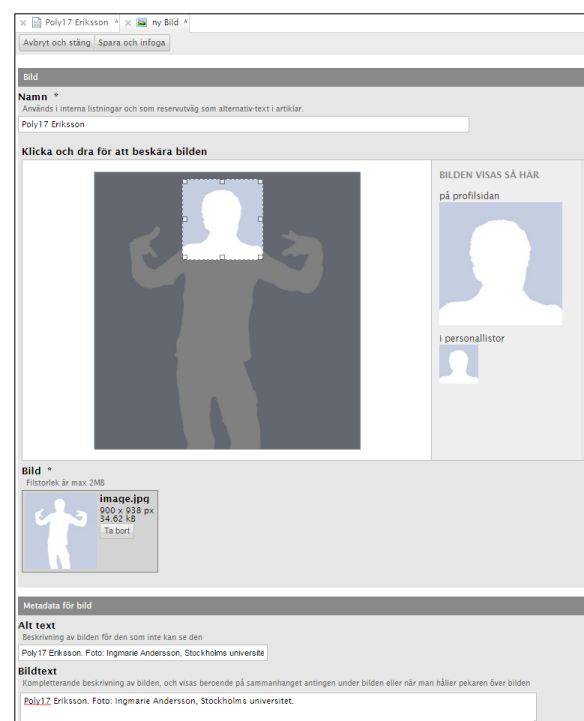 Poly17 Eriksson * ny Bild *
Avbryt och stäng Spara och infoga
Bild
Namn *
Används i interna listningar och som reservutväg som alternativ-text i artiklar.
Poly17 Eriksson
Klicka och dra för att beskära bilden
BILDEN VISAS SÅ HÄR
på profilsidan
i personallistor
Bild *
Filstorlek är max 2MB
image.jpg
900 x 938 px
34.62 kB
Ta bort
Metadata för bild
Alt text
Beskrivning av bilden för den som inte kan se den
Poly17 Eriksson. Foto: Ingmarie Andersson, Stockholms universite
Bildtext
Kompletterande beskrivning av bilden, och visas beroende på sammanhanget antingen under bilden eller när man håller pekaren över bilden
Poly17 Eriksson. Foto: Ingmarie Andersson, Stockholms universitet.